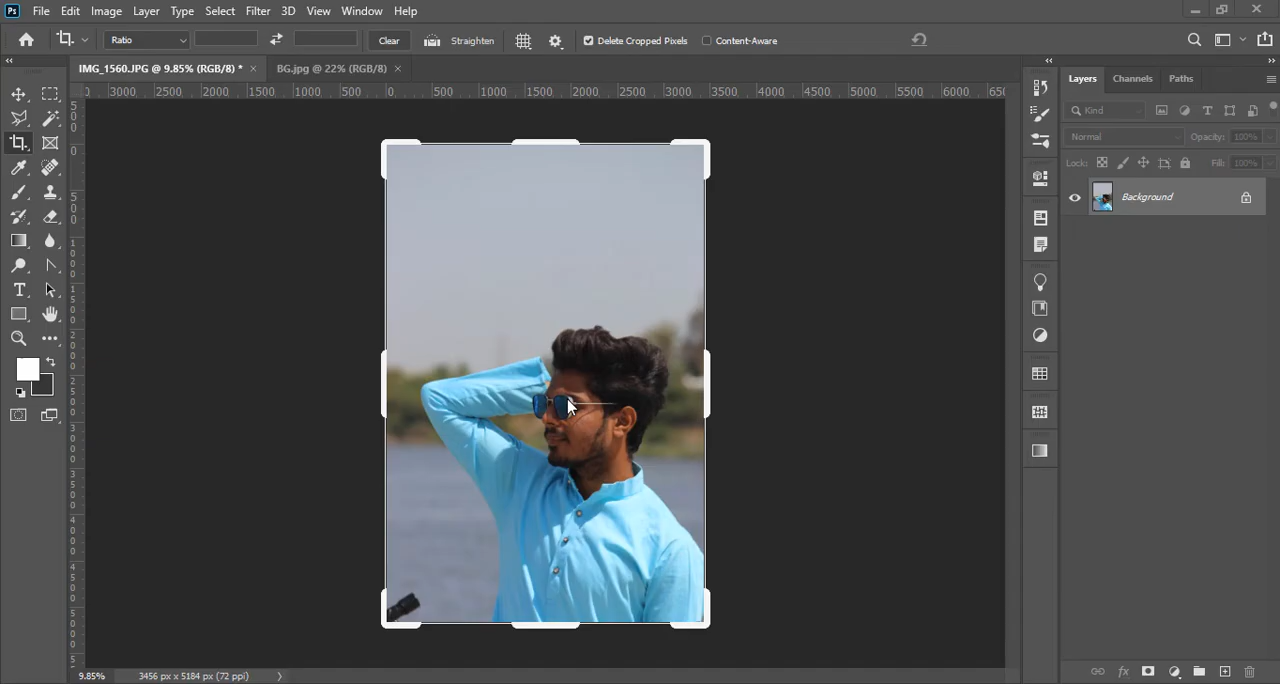 Ps File Edit Image Layer Type Select Filter 3D View Window Help
Ratio Clear Straighten Delete Cropped Pixels Content-Aware
IMG_1560.JPG @ 9.85% (RGB/8) * BG.jpg @ 22% (RGB/8)
3000 2500 2000 1500 1000 500 0 500 1000 1500 2000 2500 3000 3500 4000 4500 5000 5500 6000
Layers Channels Paths
Kind
Normal Opacity: 100%
Lock: Fill: 100%
Background
9.85% 3456 px x 5184 px (72 ppi)